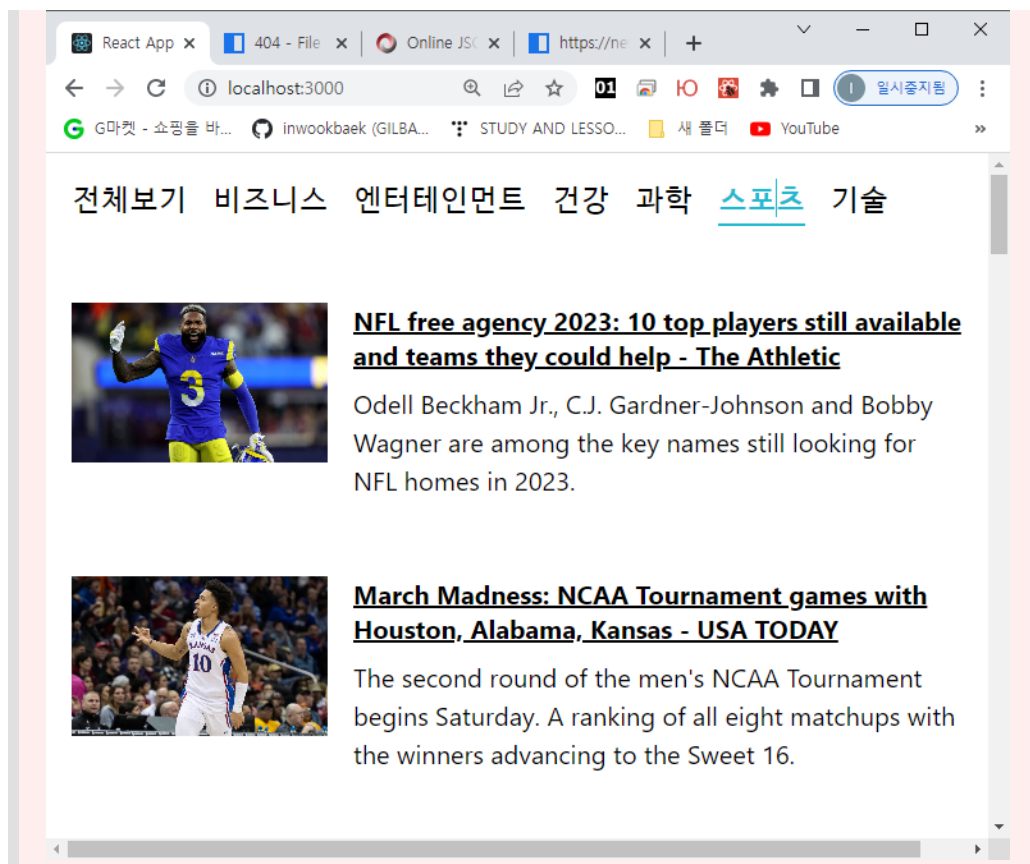 React App
404 - File
Online JSO
https://ne
localhost:3000
01
일시중지됨
G마켓 - 쇼핑을 바...
inwookbaek (GILBA...
STUDY AND LESSO...
새 폴더
YouTube
전체보기 비즈니스 엔터테인먼트 건강 과학 스포츠 기술
NFL free agency 2023: 10 top players still available
and teams they could help - The Athletic
Odell Beckham Jr., C.J. Gardner-Johnson and Bobby
Wagner are among the key names still looking for
NFL homes in 2023.
3
March Madness: NCAA Tournament games with
Houston, Alabama, Kansas - USA TODAY
The second round of the men's NCAA Tournament
begins Saturday. A ranking of all eight matchups with
the winners advancing to the Sweet 16.
KANSAS
10